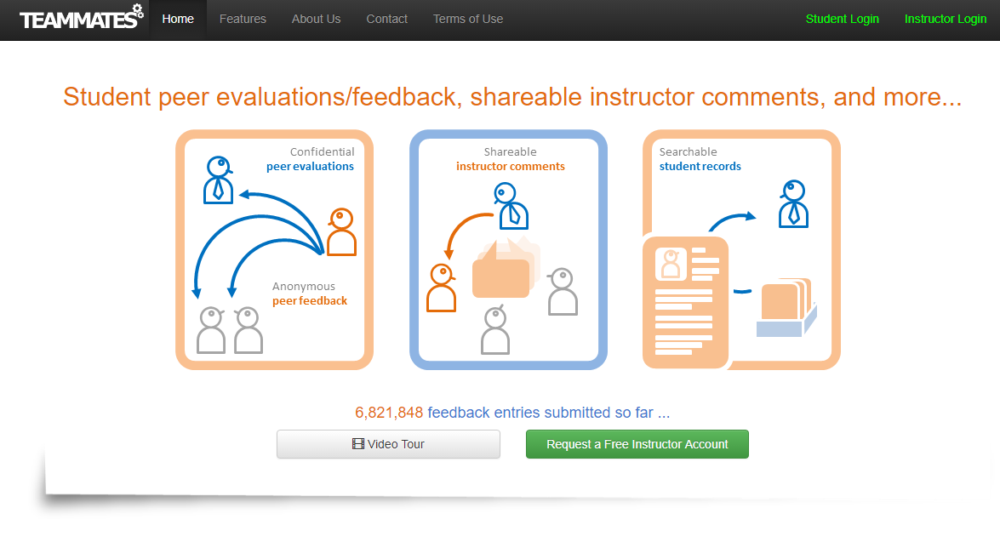 TEAMMATES
Home
Features
About Us
Contact
Terms of Use
Student Login
Instructor Login
Student peer evaluations/feedback, shareable instructor comments, and more...
Confidential
peer evaluations
Anonymous
peer feedback
Shareable
instructor comments
Searchable
student records
6,821,848 feedback entries submitted so far ...
Video Tour
Request a Free Instructor Account